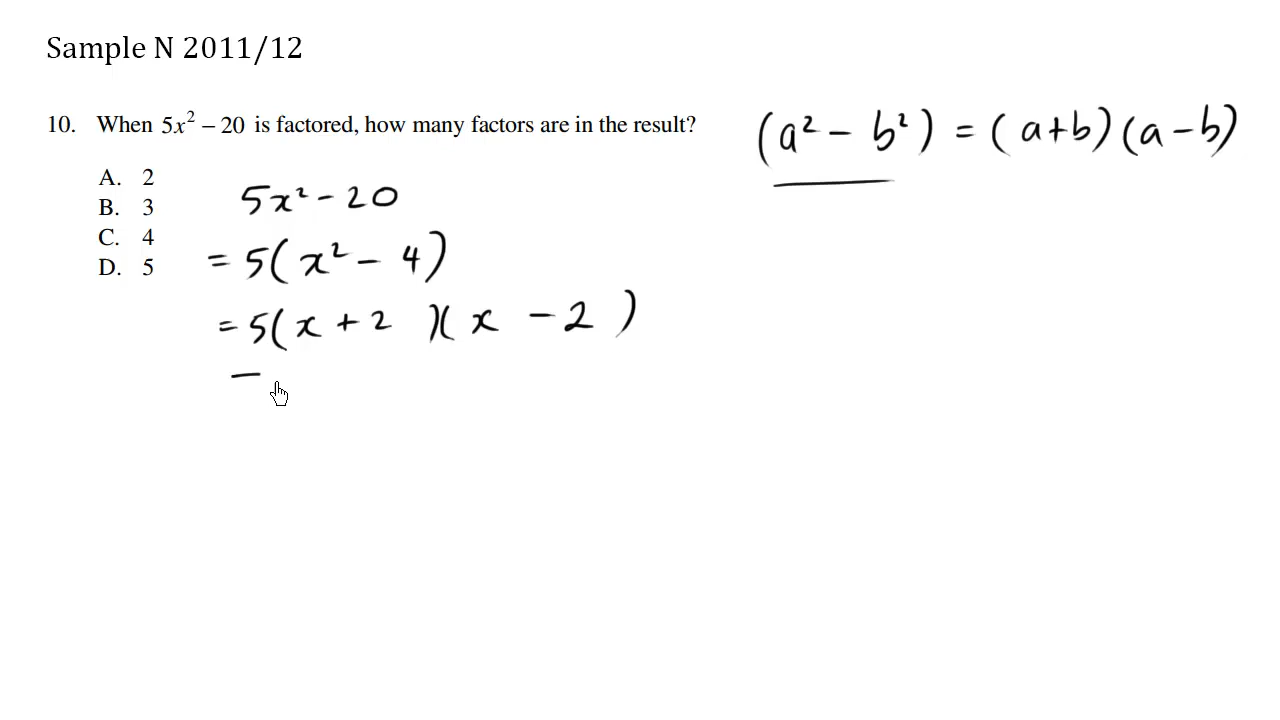 Sample N 2011/12
10. When 5x² – 20 is factored, how many factors are in the result?
(a² – b²) = (a+b)(a–b)
A. 2
B. 3
C. 4
D. 5
5x² – 20
= 5(x² – 4)
= 5(x + 2)(x – 2)